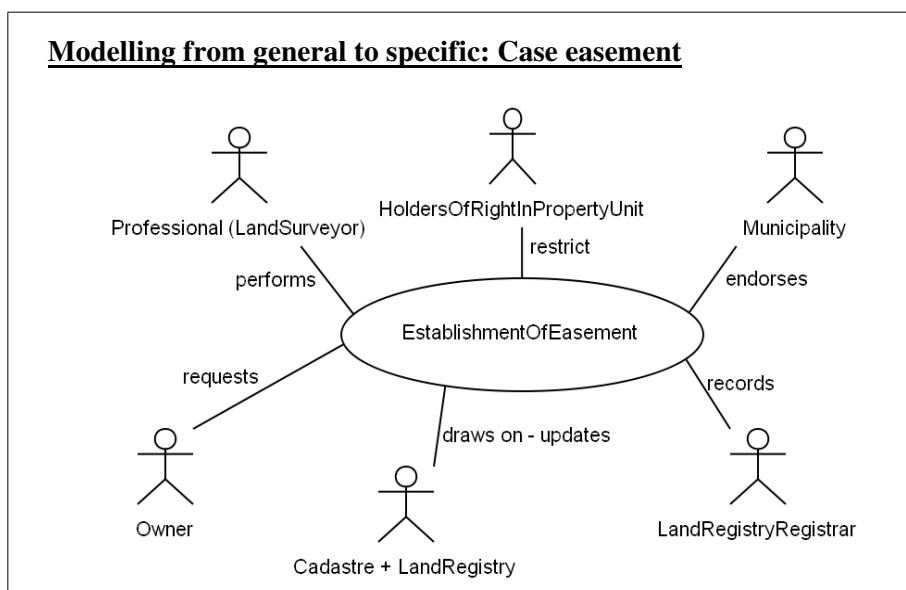 Modelling from general to specific: Case easement
HoldersOfRightInPropertyUnit
Professional (LandSurveyor)
Municipality
restrict
performs
endorses
EstablishmentOfEasement
requests
records
draws on - updates
Owner
LandRegistryRegistrar
Cadastre + LandRegistry